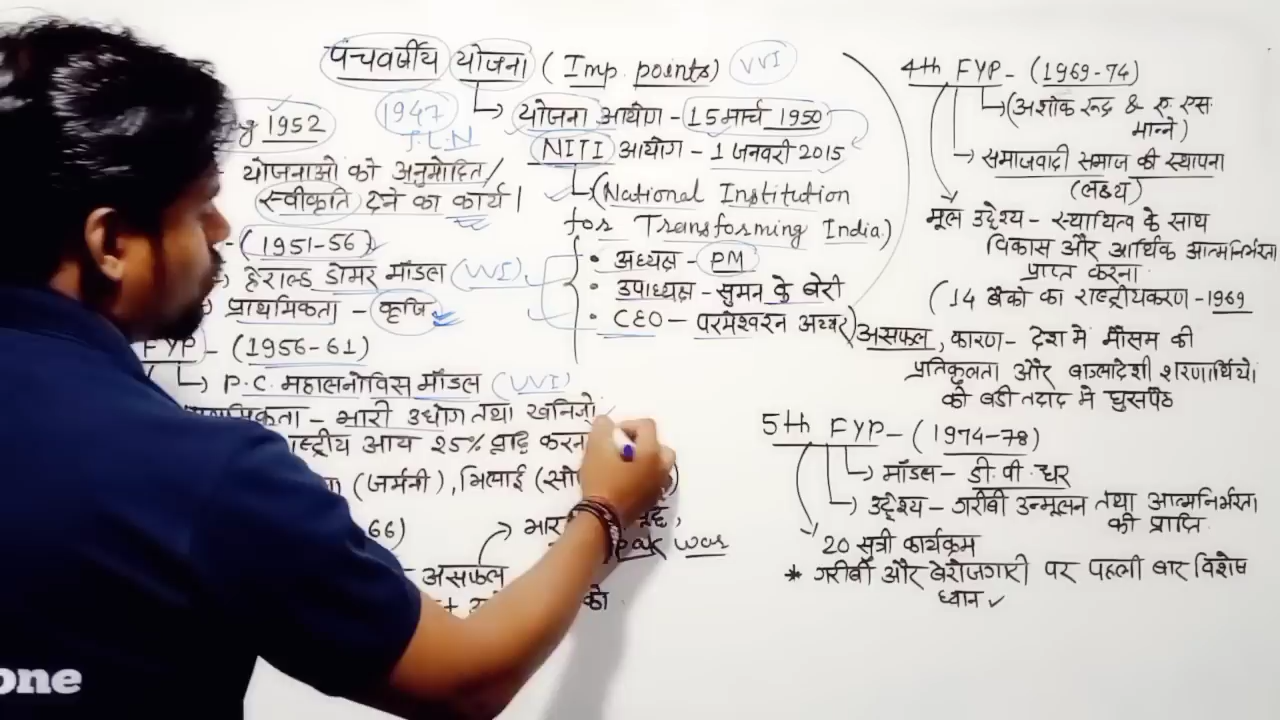 पंचवर्षीय योजना (Imp. points) VVI
1947
J.L.N
योजना आयोग - 15 मार्च 1950
1952
NITI आयोग - 1 जनवरी 2015
योजनाओं को अनुमोदित/
स्वीकृति देने का कार्य।
(National Institution
for Transforming India)
(1951-56)
हेराल्ड डोमर मॉडल (VVI)
प्राथमिकता - कृषि
• अध्यक्ष - PM
• उपाध्यक्ष - सुमन के बेरी
• CEO - परमेश्वरन अय्यर
FYP - (1956-61)
P.C. महालनोविस मॉडल (VVI)
भारी उधोग तथा खनिजो
राष्ट्रीय आय 25% वृद्धि
(जर्मनी), भिलाई
66)
pak war
असफल
को
4th FYP - (1969-74)
(अशोक रूद्र & ए. एस.
मान्ने)
समाजवादी समाज की स्थापना
(लक्ष्य)
मूल उद्देश्य - स्थायित्व के साथ
विकास और आर्थिक आत्मनिर्भरता
प्राप्त करना.
(14 बैंको का राष्ट्रीयकरण - 1969
असफल, कारण - देश में मौसम की
प्रतिकूलता और बाग्लादेशी शरणार्थियो
की बडी तदाद मे घुसपैठ
5th FYP - (1974-78)
मॉडल - डी. पी. धर
उद्देश्य - गरीबी उन्मूलन तथा आत्मनिर्भरता
की प्राप्ति.
20 सूत्री कार्यक्रम
* गरीबी और बेरोजगारी पर पहली बार विशेष
ध्यान ✓
one